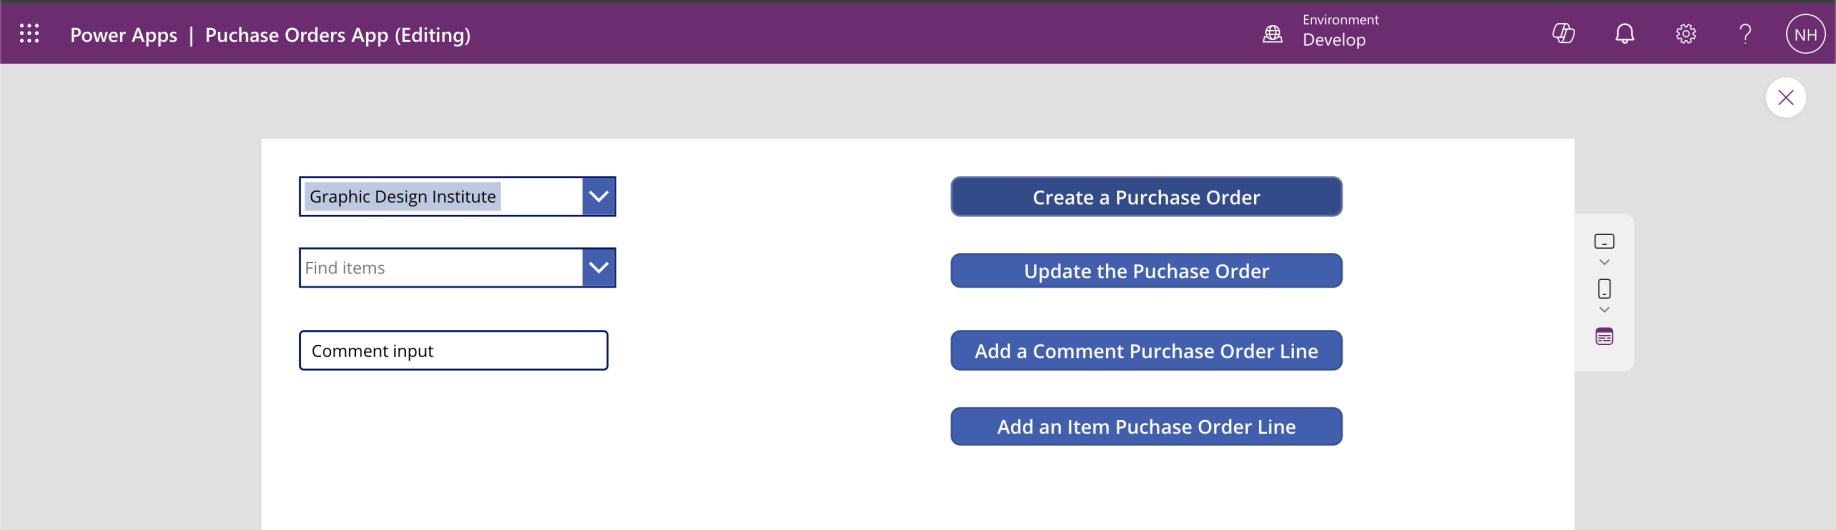 Power Apps | Puchase Orders App (Editing)
Environment
Develop
NH
Graphic Design Institute
Create a Purchase Order
Find items
Update the Puchase Order
Comment input
Add a Comment Purchase Order Line
Add an Item Puchase Order Line